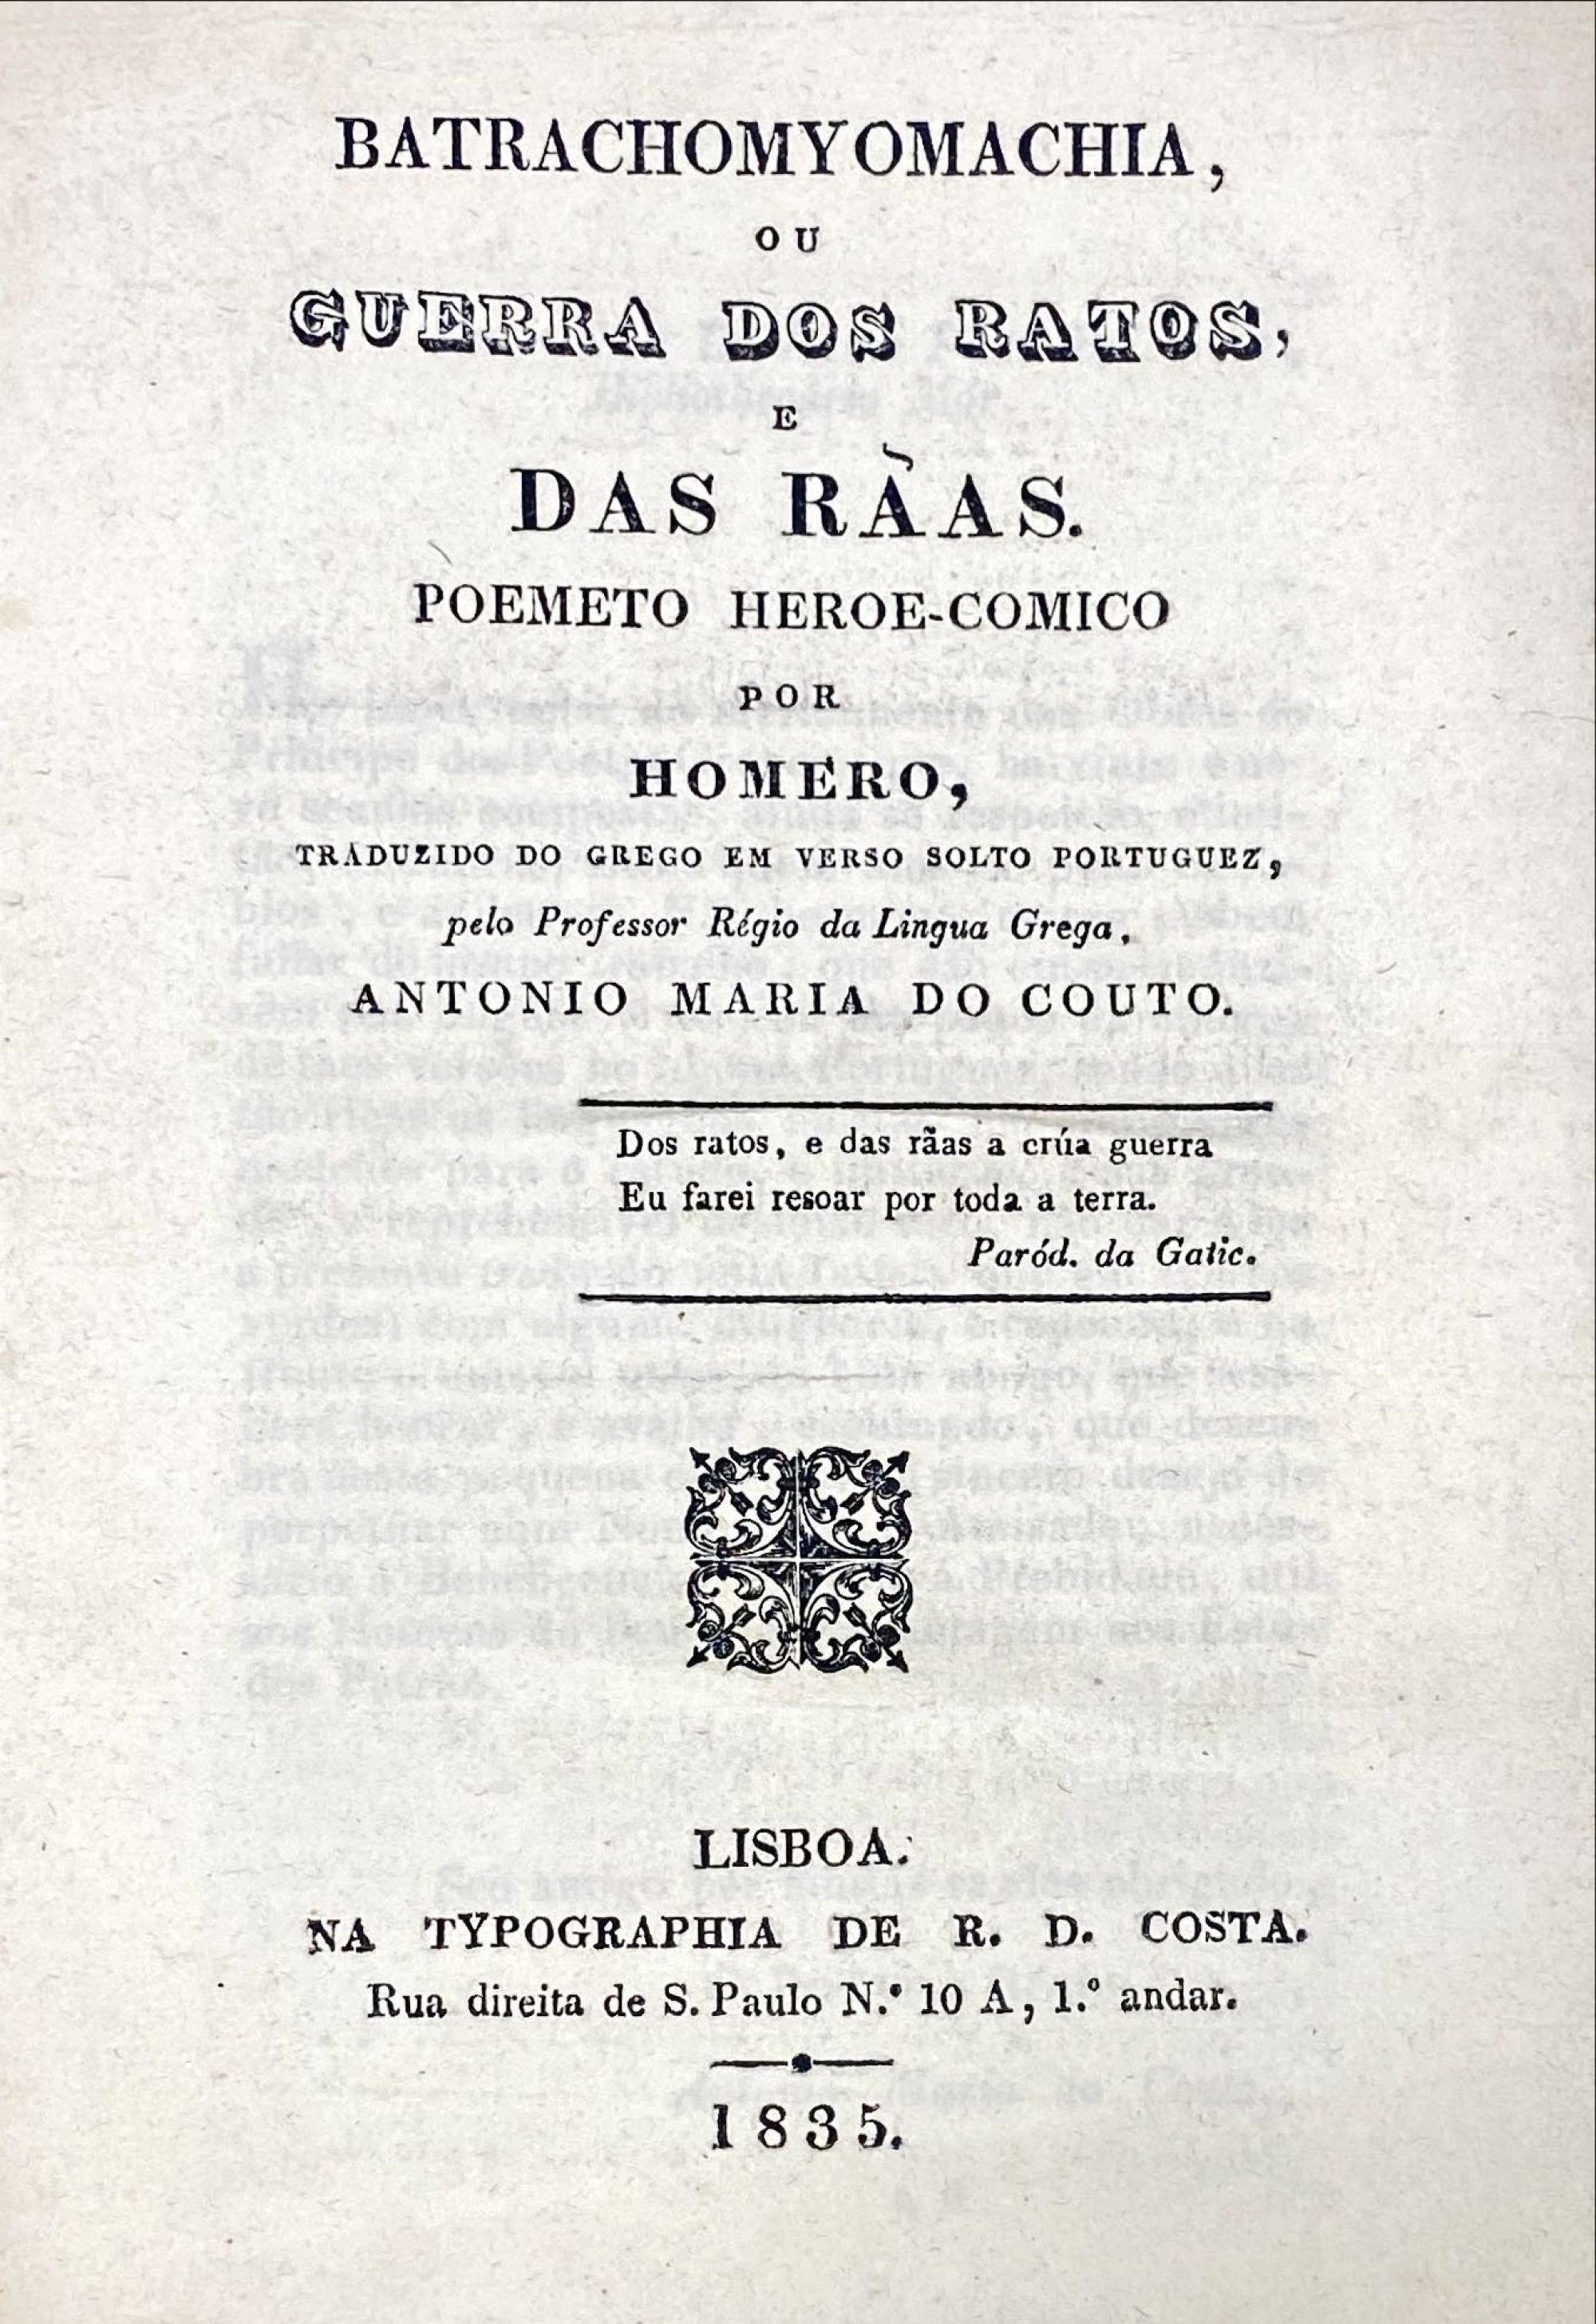 BATRACHOMYOMACHIA,
OU
GUERRA DOS RATOS,
E
DAS RÃAS.
POEMETO HEROE-COMICO
POR
HOMERO,
TRADUZIDO DO GREGO EM VERSO SOLTO PORTUGUEZ,
pelo Professor Régio da Lingua Grega,
ANTONIO MARIA DO COUTO.
Dos ratos, e das rãas a crúa guerra
Eu farei resoar por toda a terra.
Paród. da Gatic.
LISBOA:
NA TYPOGRAPHIA DE R. D. COSTA.
Rua direita de S. Paulo N.º 10 A, 1.º andar.
1835.